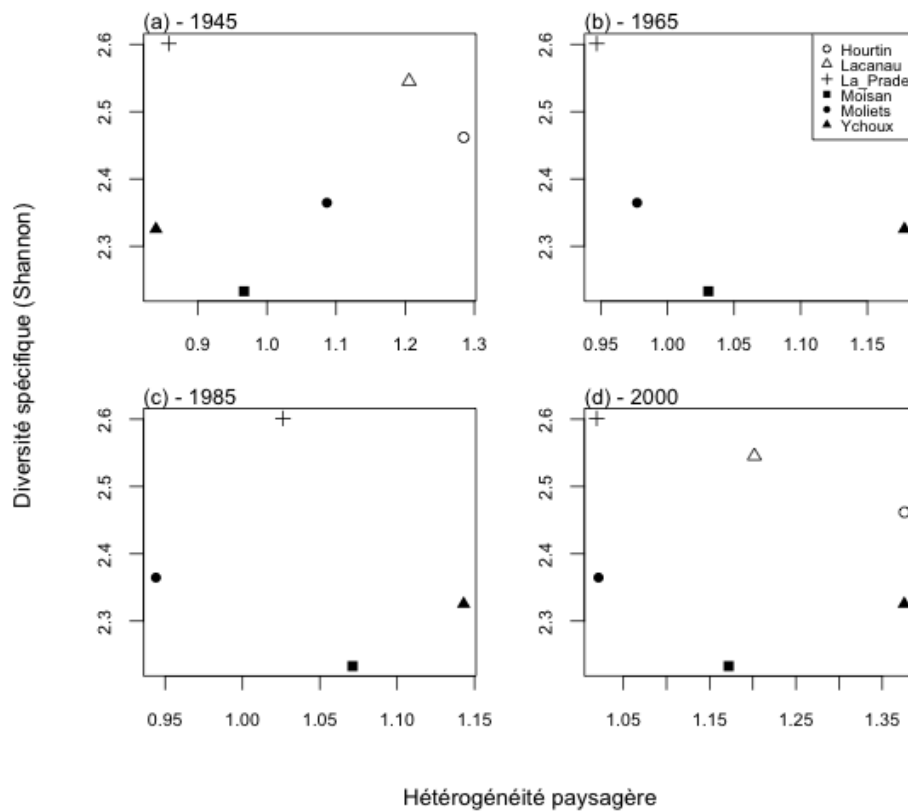 (a) - 1945
2.6
2.5
2.4
2.3
0.9 1.0 1.1 1.2 1.3
(b) - 1965
Hourtin
Lacanau
La_Prade
Moisan
Moliets
Ychoux
2.6
2.5
2.4
2.3
0.95 1.00 1.05 1.10 1.15
Diversité spécifique (Shannon)
(c) - 1985
2.6
2.5
2.4
2.3
0.95 1.00 1.05 1.10 1.15
(d) - 2000
2.6
2.5
2.4
2.3
1.05 1.15 1.25 1.35
Hétérogénéité paysagère